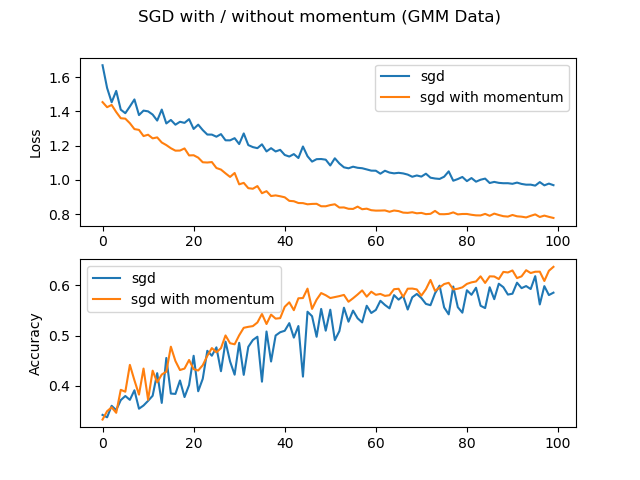 SGD with / without momentum (GMM Data)
1.6
1.4
1.2
1.0
0.8
Loss
sgd
sgd with momentum
0 20 40 60 80 100
0.6
0.5
0.4
Accuracy
sgd
sgd with momentum
0 20 40 60 80 100